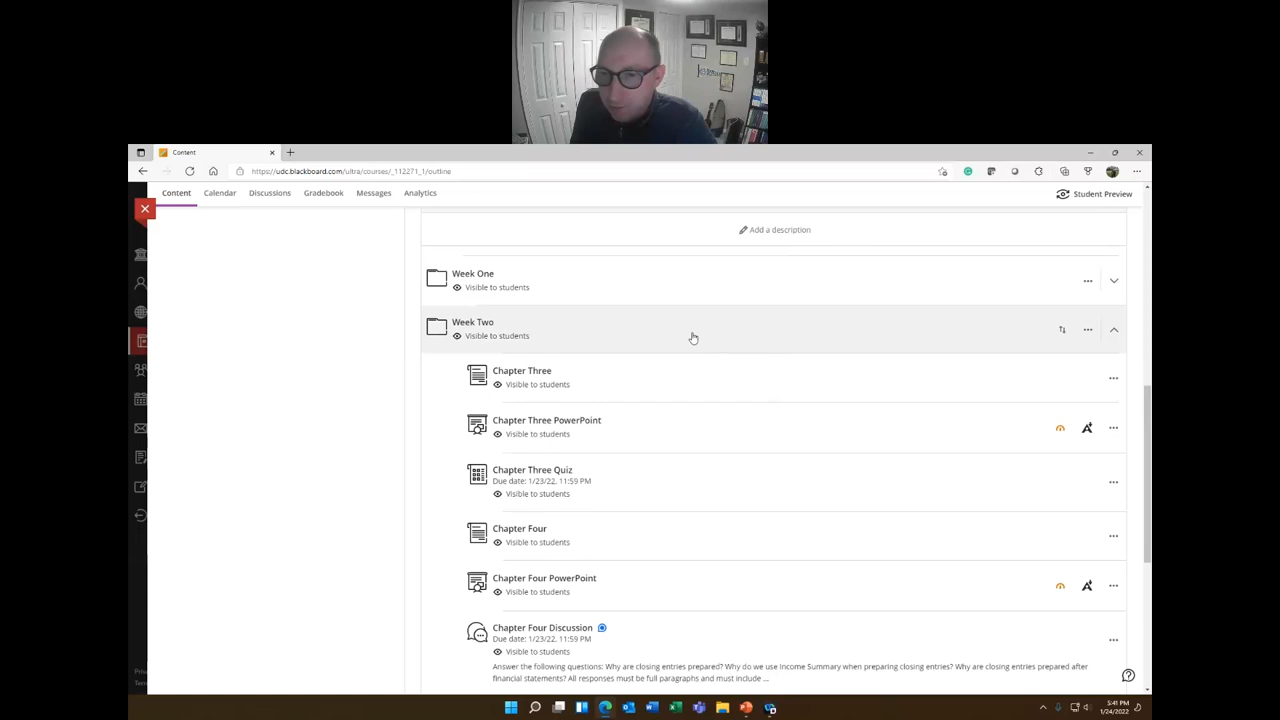 Content
https://udc.blackboard.com/ultra/courses/_112271_1/outline
Content
Calendar
Discussions
Gradebook
Messages
Analytics
Student Preview
Add a description
Week One
Visible to students
Week Two
Visible to students
Chapter Three
Visible to students
Chapter Three PowerPoint
Visible to students
Chapter Three Quiz
Due date: 1/23/22, 11:59 PM
Visible to students
Chapter Four
Visible to students
Chapter Four PowerPoint
Visible to students
Chapter Four Discussion
Due date: 1/23/22, 11:59 PM
Visible to students
Answer the following questions: Why are closing entries prepared? Why do we use Income Summary when preparing closing entries? Why are closing entries prepared after
financial statements? All responses must be full paragraphs and must include ...
Priva
Term
5:41 PM
1/24/2022